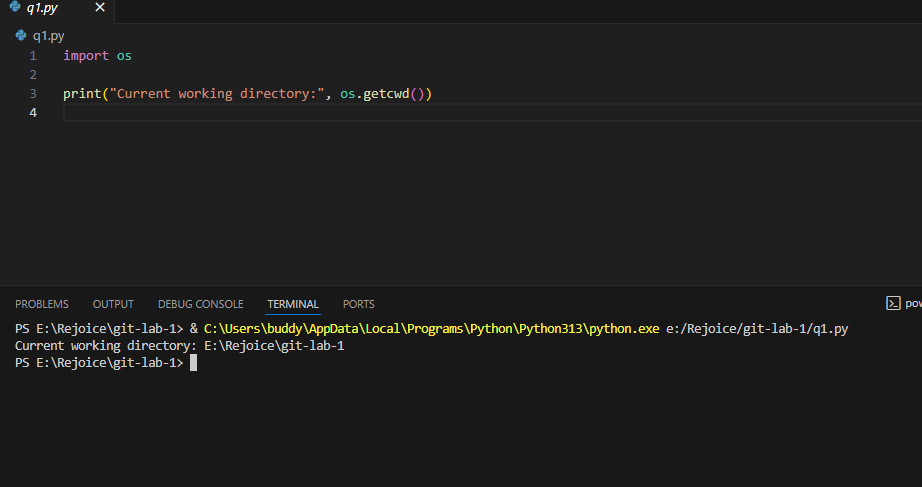 q1.py
q1.py
1 import os
2
3 print("Current working directory:", os.getcwd())
4
PROBLEMS OUTPUT DEBUG CONSOLE TERMINAL PORTS pow
PS E:\Rejoice\git-lab-1> & C:\Users\buddy\AppData\Local\Programs\Python\Python313\python.exe e:/Rejoice/git-lab-1/q1.py
Current working directory: E:\Rejoice\git-lab-1
PS E:\Rejoice\git-lab-1>